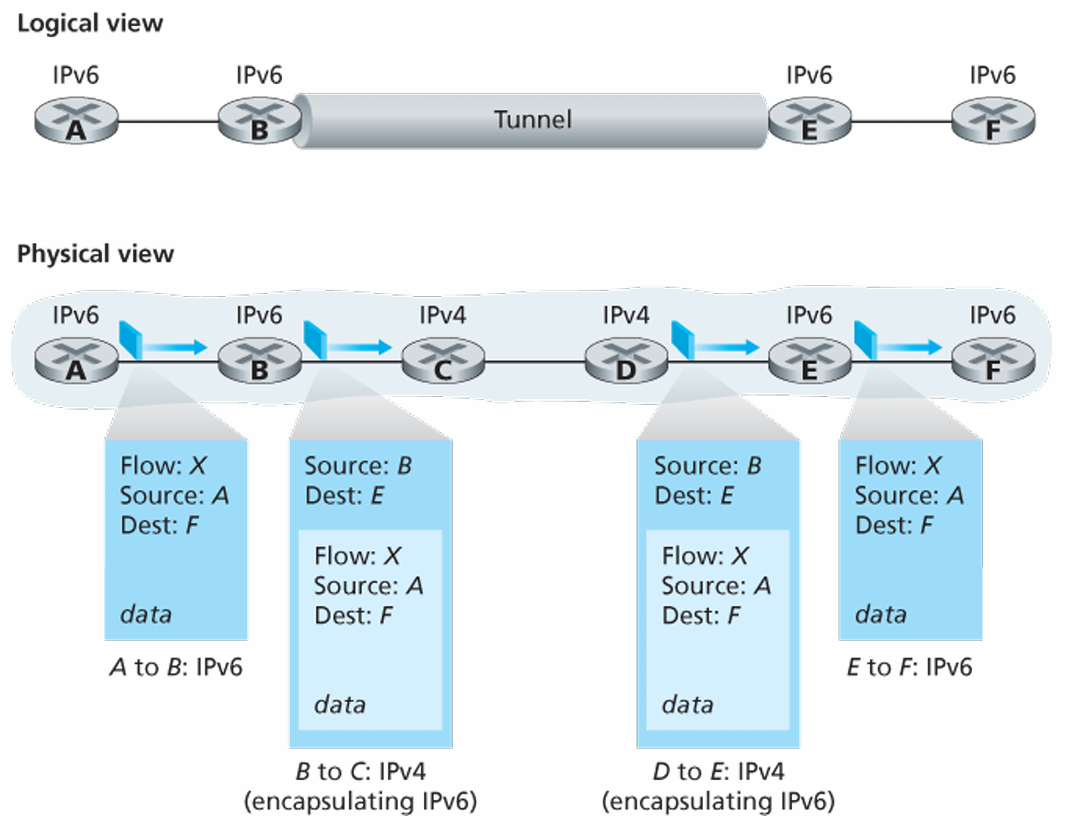 Logical view
IPv6 IPv6 IPv6 IPv6
A B Tunnel E F
Physical view
IPv6 IPv6 IPv4 IPv4 IPv6 IPv6
A B C D E F
Flow: X
Source: A
Dest: F
data
A to B: IPv6
Source: B
Dest: E
Flow: X
Source: A
Dest: F
data
B to C: IPv4
(encapsulating IPv6)
Source: B
Dest: E
Flow: X
Source: A
Dest: F
data
D to E: IPv4
(encapsulating IPv6)
Flow: X
Source: A
Dest: F
data
E to F: IPv6